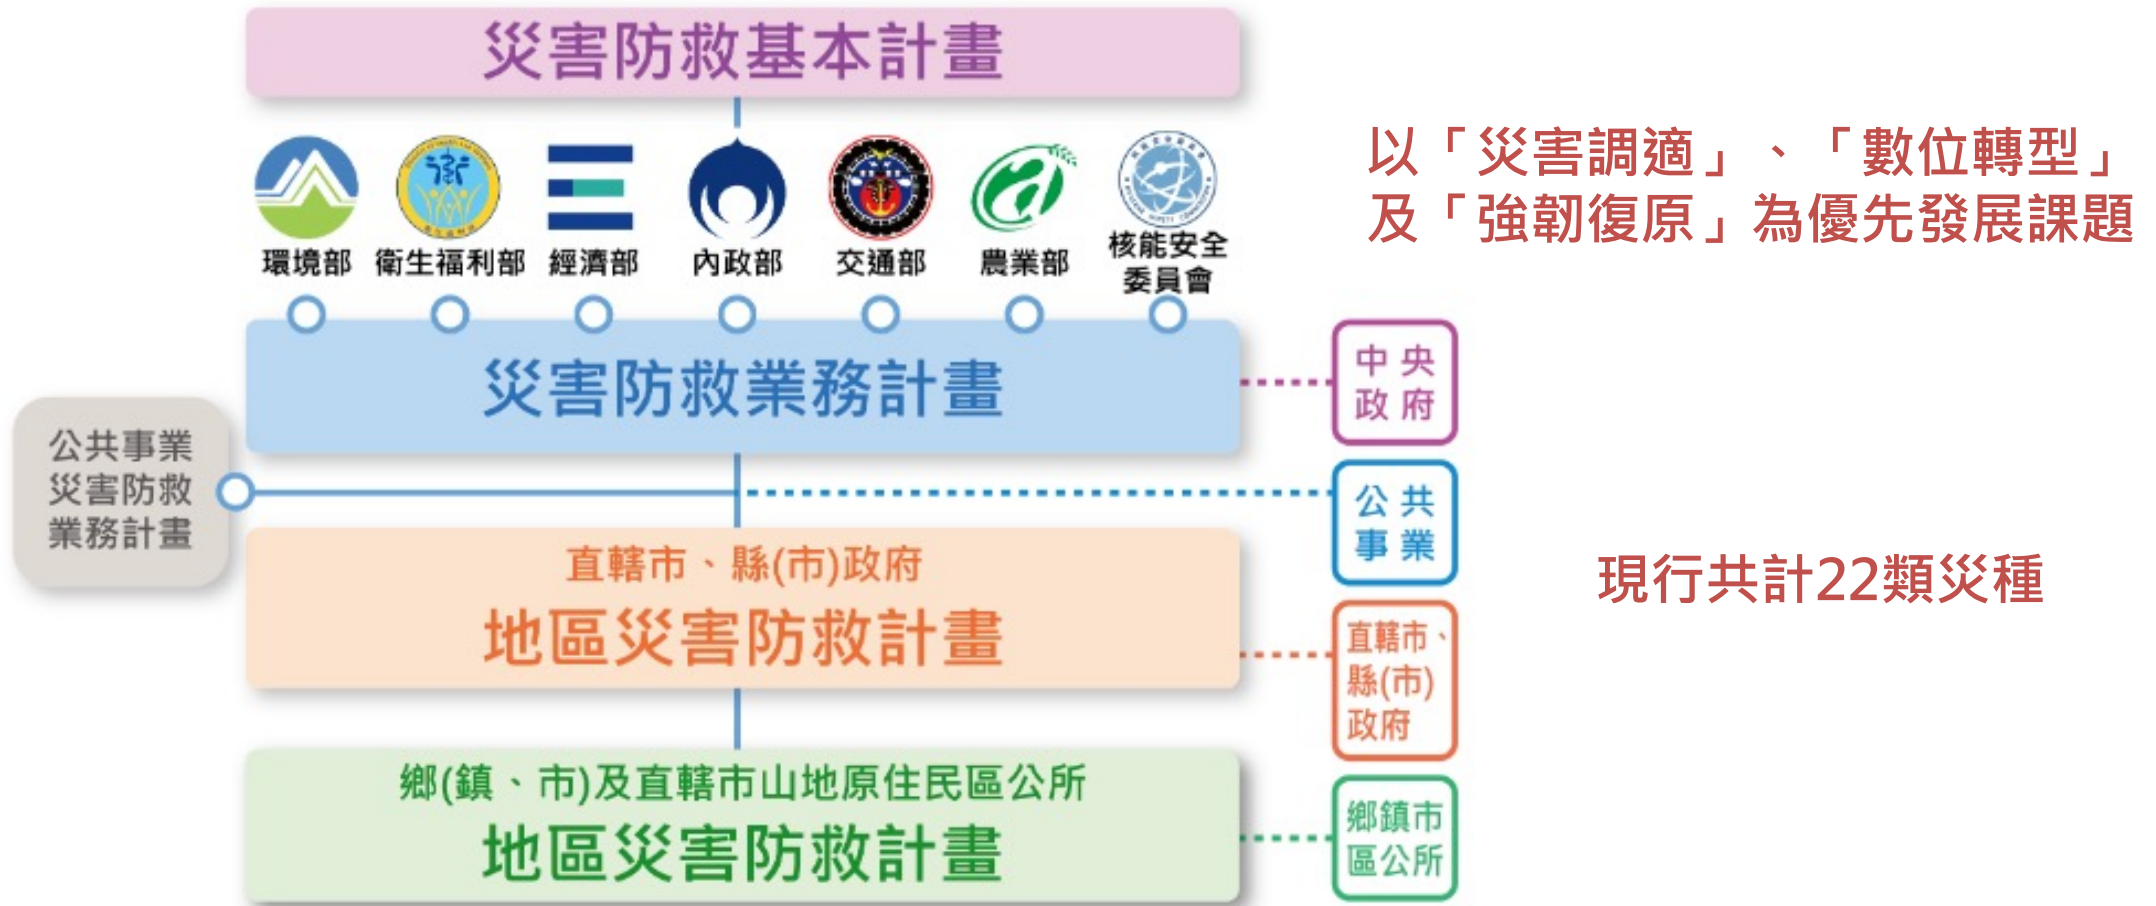 災害防救基本計畫
以「災害調適」、「數位轉型」
及「強韌復原」為優先發展課題
環境部
衛生福利部
經濟部
內政部
交通部
農業部
核能安全
委員會
災害防救業務計畫
中央
政府
公共事業
災害防救
業務計畫
公共
事業
直轄市、縣(市)政府
地區災害防救計畫
現行共計22類災種
直轄市、
縣(市)
政府
鄉(鎮、市)及直轄市山地原住民區公所
地區災害防救計畫
鄉鎮市
區公所